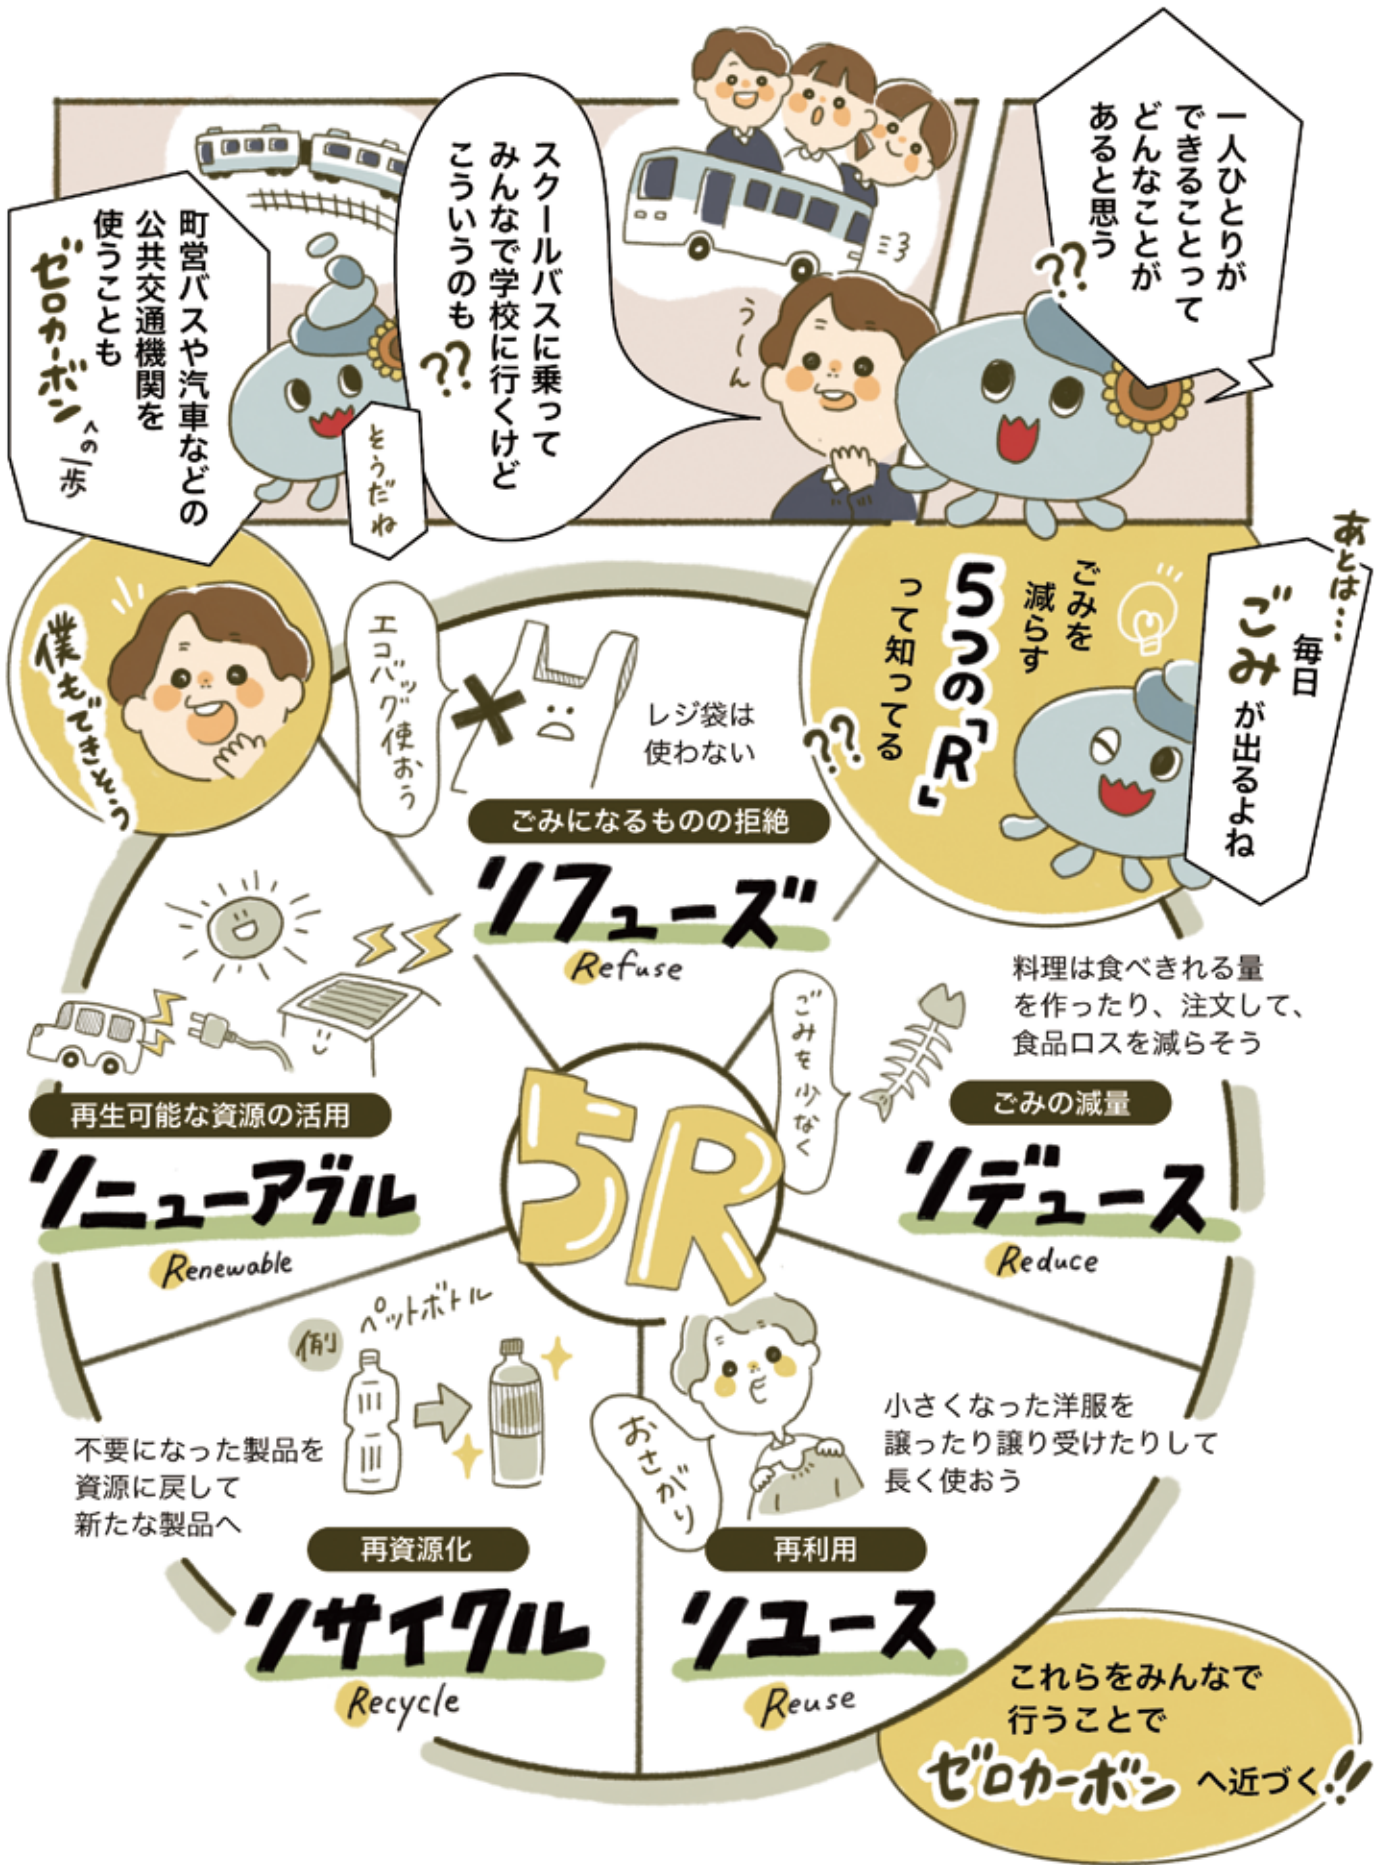 一人ひとりが
できることって
どんなことが
あると思う
??
うーん
スクールバスに乗って
みんなで学校に行くけど
こういうのも
??
そうだね
町営バスや汽車などの
公共交通機関を
使うことも
ゼロカーボン
への一歩
あとは…
毎日
ごみが出るよね
ごみを
減らす
5つの「R」
って知ってる
??
僕もできそう
エコバッグ使おう
レジ袋は
使わない
ごみになるものの拒絶
リフューズ
Refuse
ごみを少なく
料理は食べきれる量
を作ったり、注文して、
食品ロスを減らそう
ごみの減量
リデュース
Reduce
再生可能な資源の活用
リニューアブル
Renewable
5R
例
ペットボトル
不要になった製品を
資源に戻して
新たな製品へ
再資源化
リサイクル
Recycle
おさがり
小さくなった洋服を
譲ったり譲り受けたりして
長く使おう
再利用
リユース
Reuse
これらをみんなで
行うことで
ゼロカーボンへ近づく!!